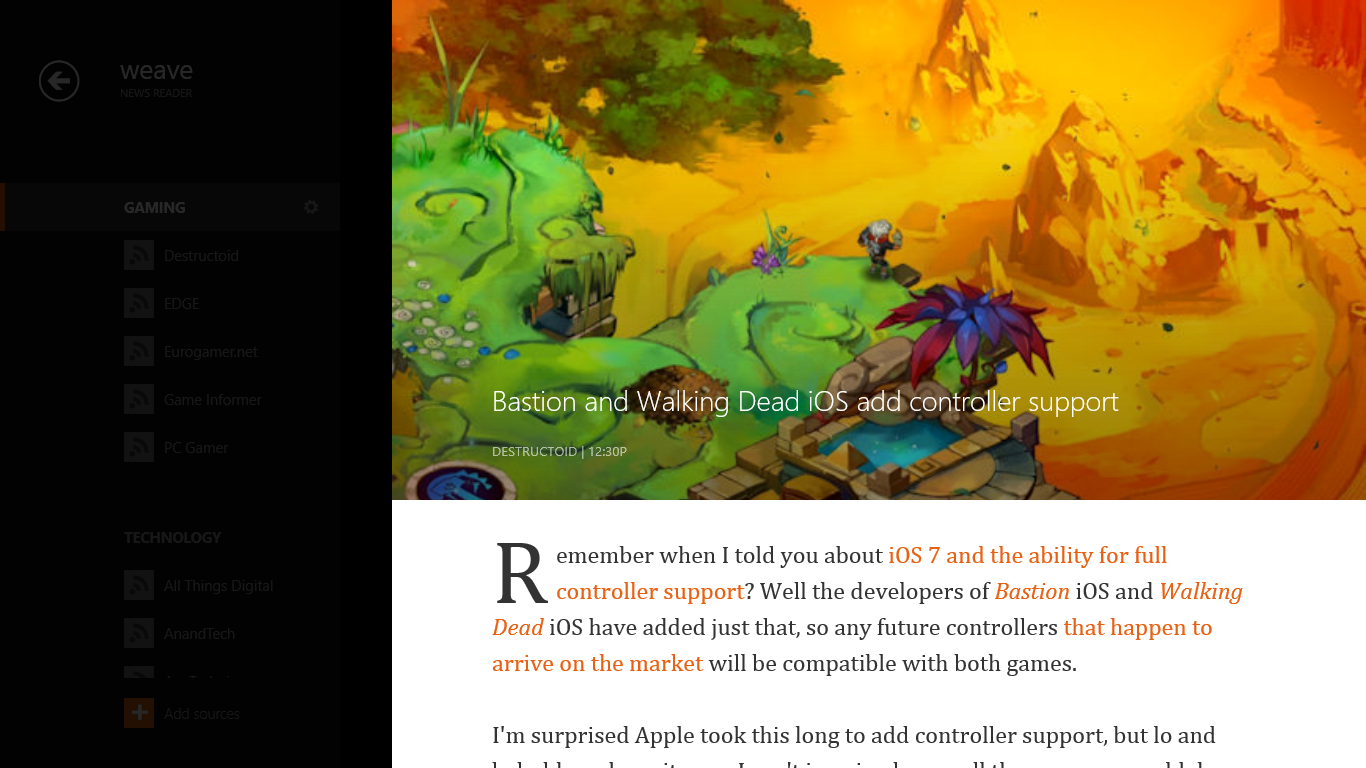 weave
NEWS READER
GAMING
Destructoid
EDGE
Eurogamer.net
Game Informer
PC Gamer
TECHNOLOGY
All Things Digital
AnandTech
Add sources
Bastion and Walking Dead iOS add controller support
DESTRUCTOID | 12:30P
Remember when I told you about iOS 7 and the ability for full
controller support? Well the developers of Bastion iOS and Walking
Dead iOS have added just that, so any future controllers that happen to
arrive on the market will be compatible with both games.
I'm surprised Apple took this long to add controller support, but lo and